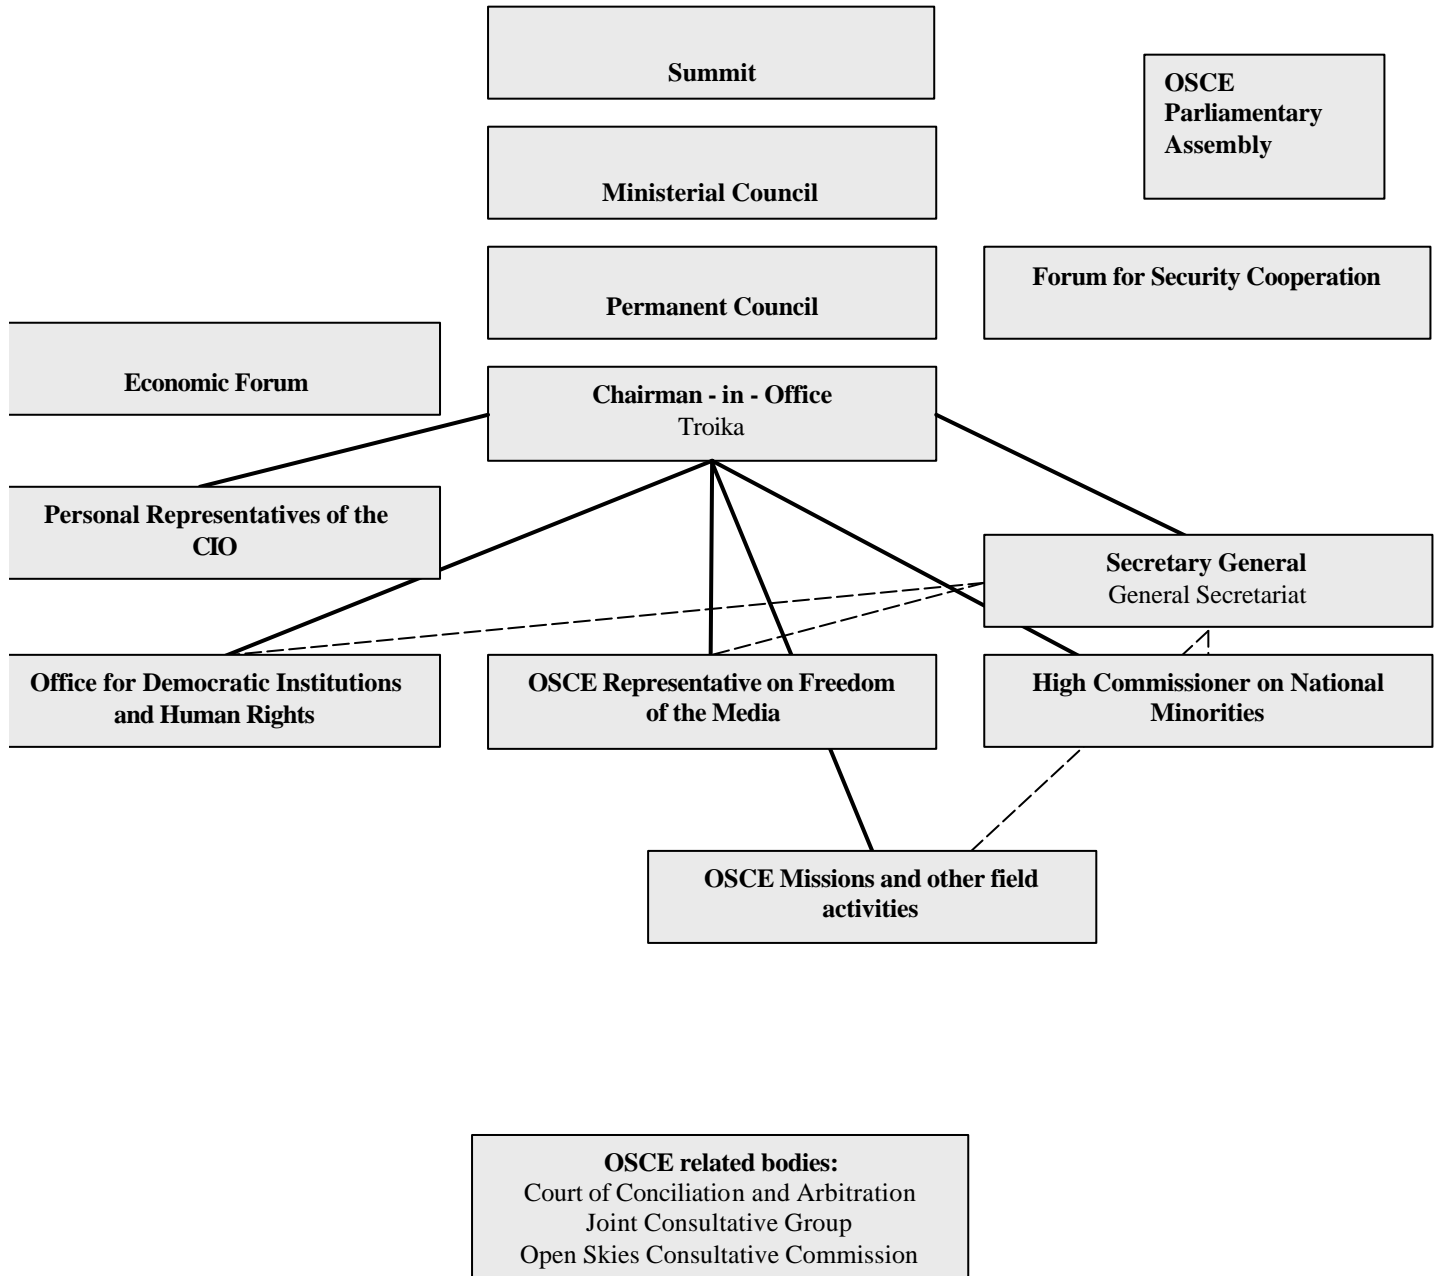 Summit
OSCE
Parliamentary
Assembly
Ministerial Council
Permanent Council
Forum for Security Cooperation
Economic Forum
Chairman - in - Office
Troika
Personal Representatives of the
CIO
Secretary General
General Secretariat
Office for Democratic Institutions
and Human Rights
OSCE Representative on Freedom
of the Media
High Commissioner on National
Minorities
OSCE Missions and other field
activities
OSCE related bodies:
Court of Conciliation and Arbitration
Joint Consultative Group
Open Skies Consultative Commission